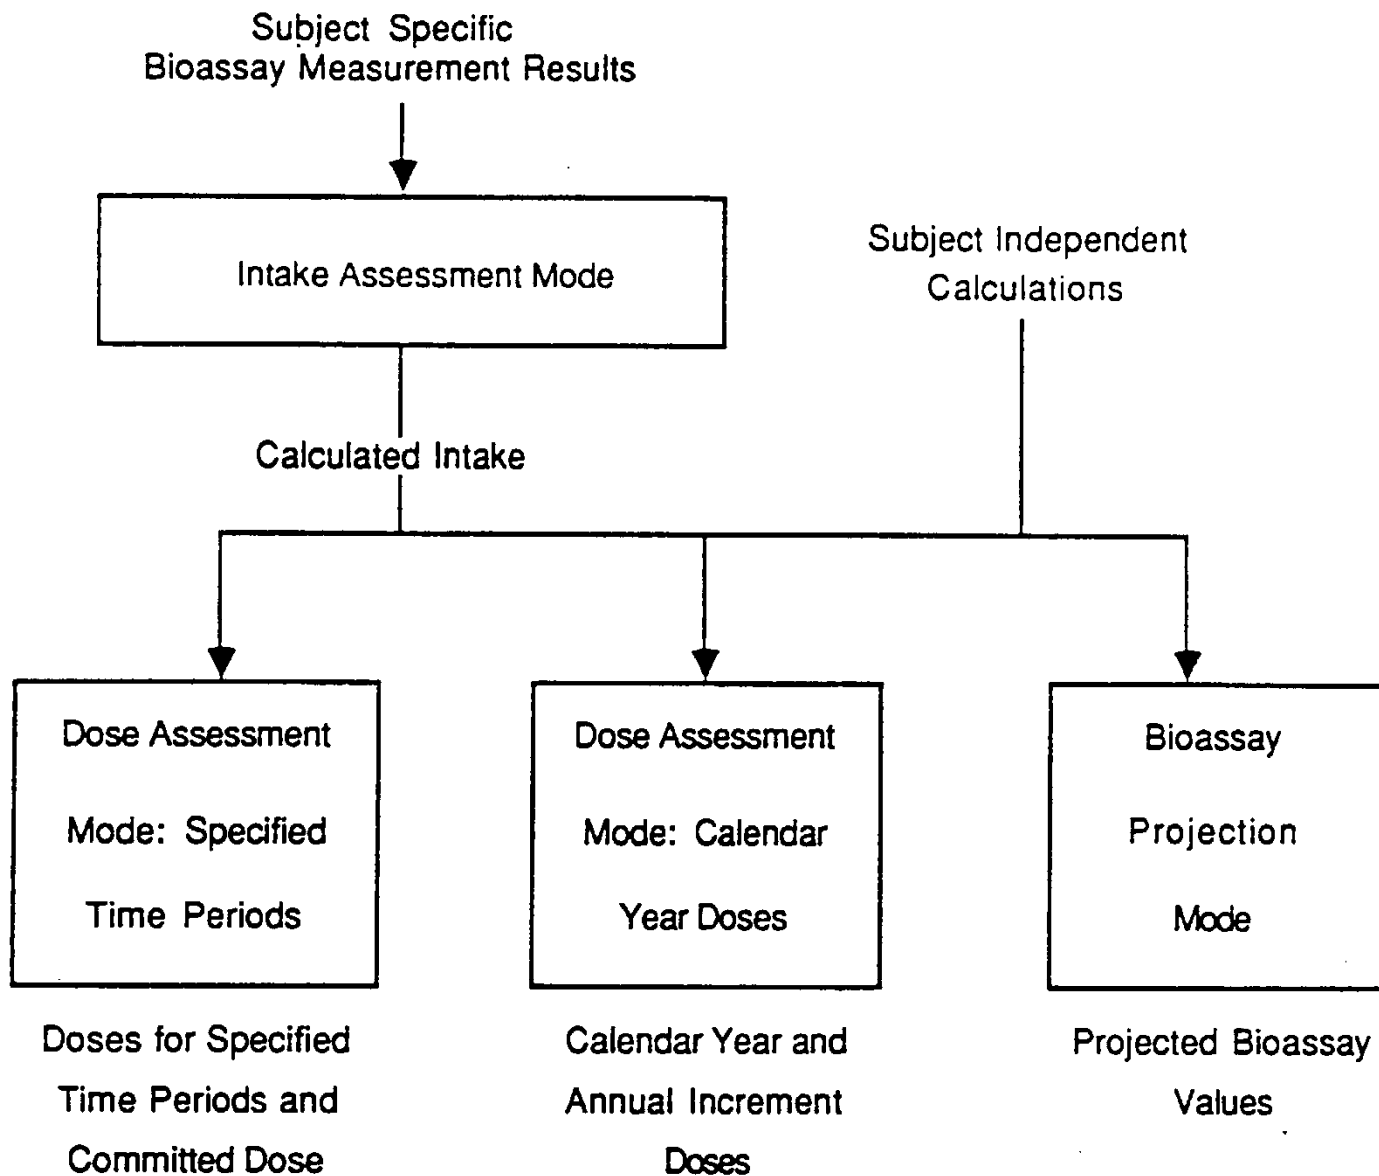 Subject Specific
Bioassay Measurement Results
Intake Assessment Mode
Subject Independent
Calculations
Calculated Intake
Dose Assessment
Mode: Specified
Time Periods
Dose Assessment
Mode: Calendar
Year Doses
Bioassay
Projection
Mode
Doses for Specified
Time Periods and
Committed Dose
Calendar Year and
Annual Increment
Doses
Projected Bioassay
Values